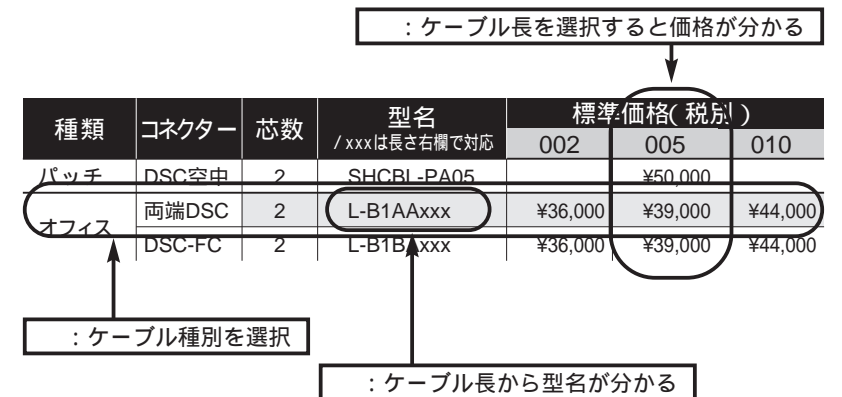 ：ケーブル長を選択すると価格が分かる
種類 コネクター 芯数 型名 標準価格（税別）
/xxxは長さ右欄で対応 002 005 010
パッチ DSC空中 2 SHCBL-PA05 ¥50,000
オフィス 両端DSC 2 L-B1AAxxx ¥36,000 ¥39,000 ¥44,000
DSC-FC 2 L-B1BAxxx ¥36,000 ¥39,000 ¥44,000
：ケーブル種別を選択
：ケーブル長から型名が分かる